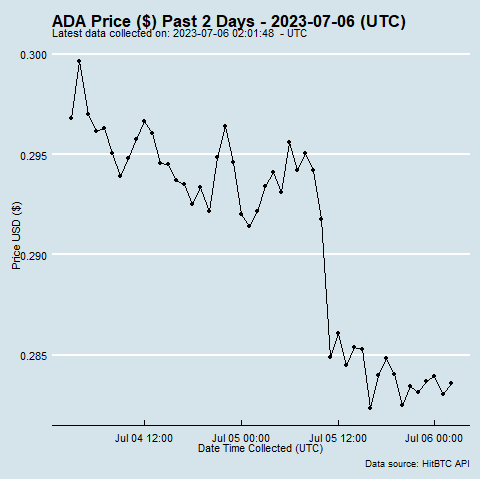 ADA Price ($) Past 2 Days - 2023-07-06 (UTC)
Latest data collected on: 2023-07-06 02:01:48  - UTC
0.300
0.295
0.290
0.285
Price USD ($)
Jul 04 12:00
Jul 05 00:00
Jul 05 12:00
Jul 06 00:00
Date Time Collected (UTC)
Data source: HitBTC API